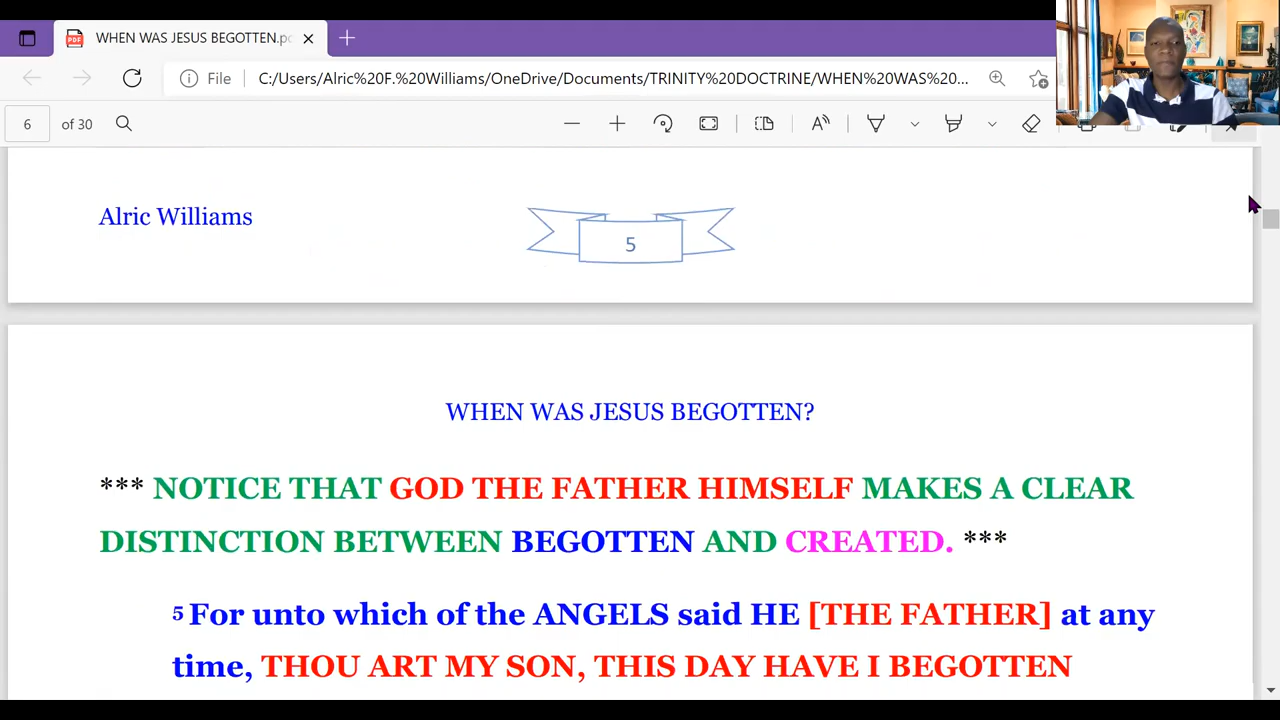 WHEN WAS JESUS BEGOTTEN.p
File
C:/Users/Alric%20F.%20Williams/OneDrive/Documents/TRINITY%20DOCTRINE/WHEN%20WAS%20...
6 of 30
Alric Williams
5
WHEN WAS JESUS BEGOTTEN?
*** NOTICE THAT GOD THE FATHER HIMSELF MAKES A CLEAR
DISTINCTION BETWEEN BEGOTTEN AND CREATED. ***
5 For unto which of the ANGELS said HE [THE FATHER] at any
time, THOU ART MY SON, THIS DAY HAVE I BEGOTTEN